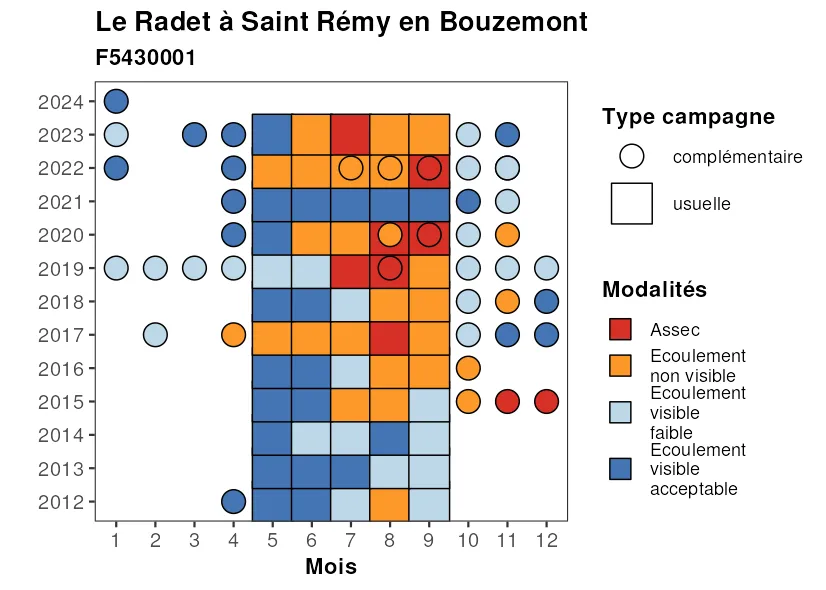 Le Radet à Saint Rémy en Bouzemont
F5430001
2024
2023
2022
2021
2020
2019
2018
2017
2016
2015
2014
2013
2012
1 2 3 4 5 6 7 8 9 10 11 12
Mois
Type campagne
complémentaire
usuelle
Modalités
Assec
Ecoulement
non visible
Ecoulement
visible
faible
Ecoulement
visible
acceptable